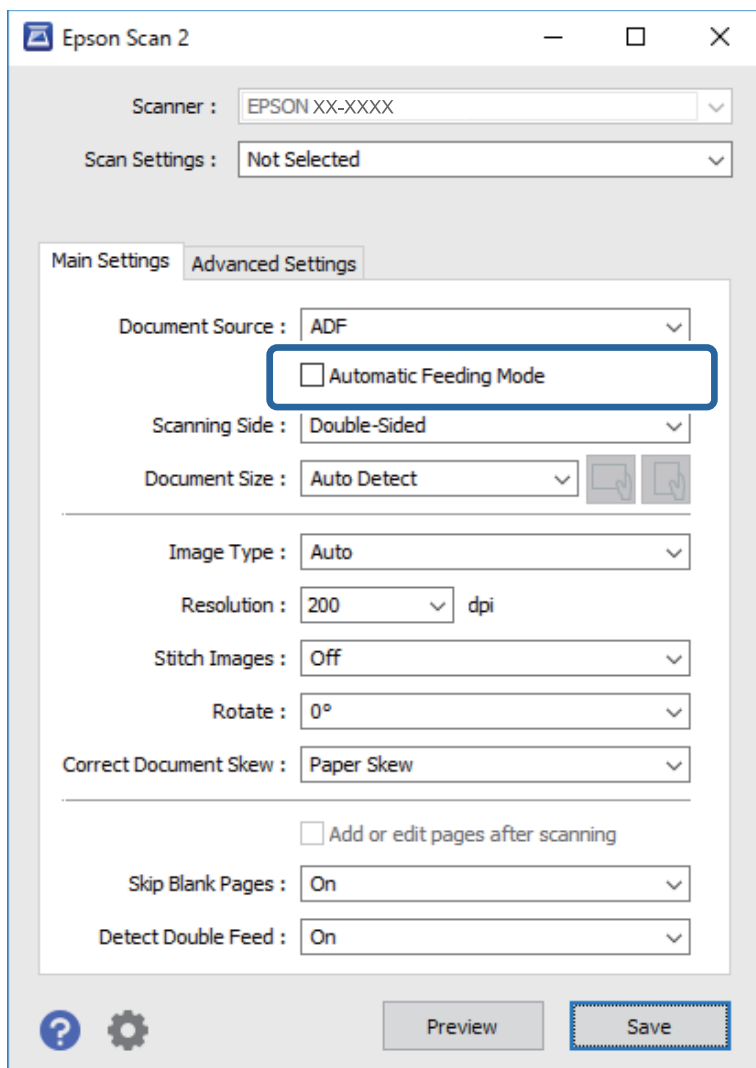 Epson Scan 2
Scanner : EPSON XX-XXXX
Scan Settings : Not Selected
Main Settings Advanced Settings
Document Source : ADF
Automatic Feeding Mode
Scanning Side : Double-Sided
Document Size : Auto Detect
Image Type : Auto
Resolution : 200 dpi
Stitch Images : Off
Rotate : 0°
Correct Document Skew : Paper Skew
Add or edit pages after scanning
Skip Blank Pages : On
Detect Double Feed : On
? Preview Save